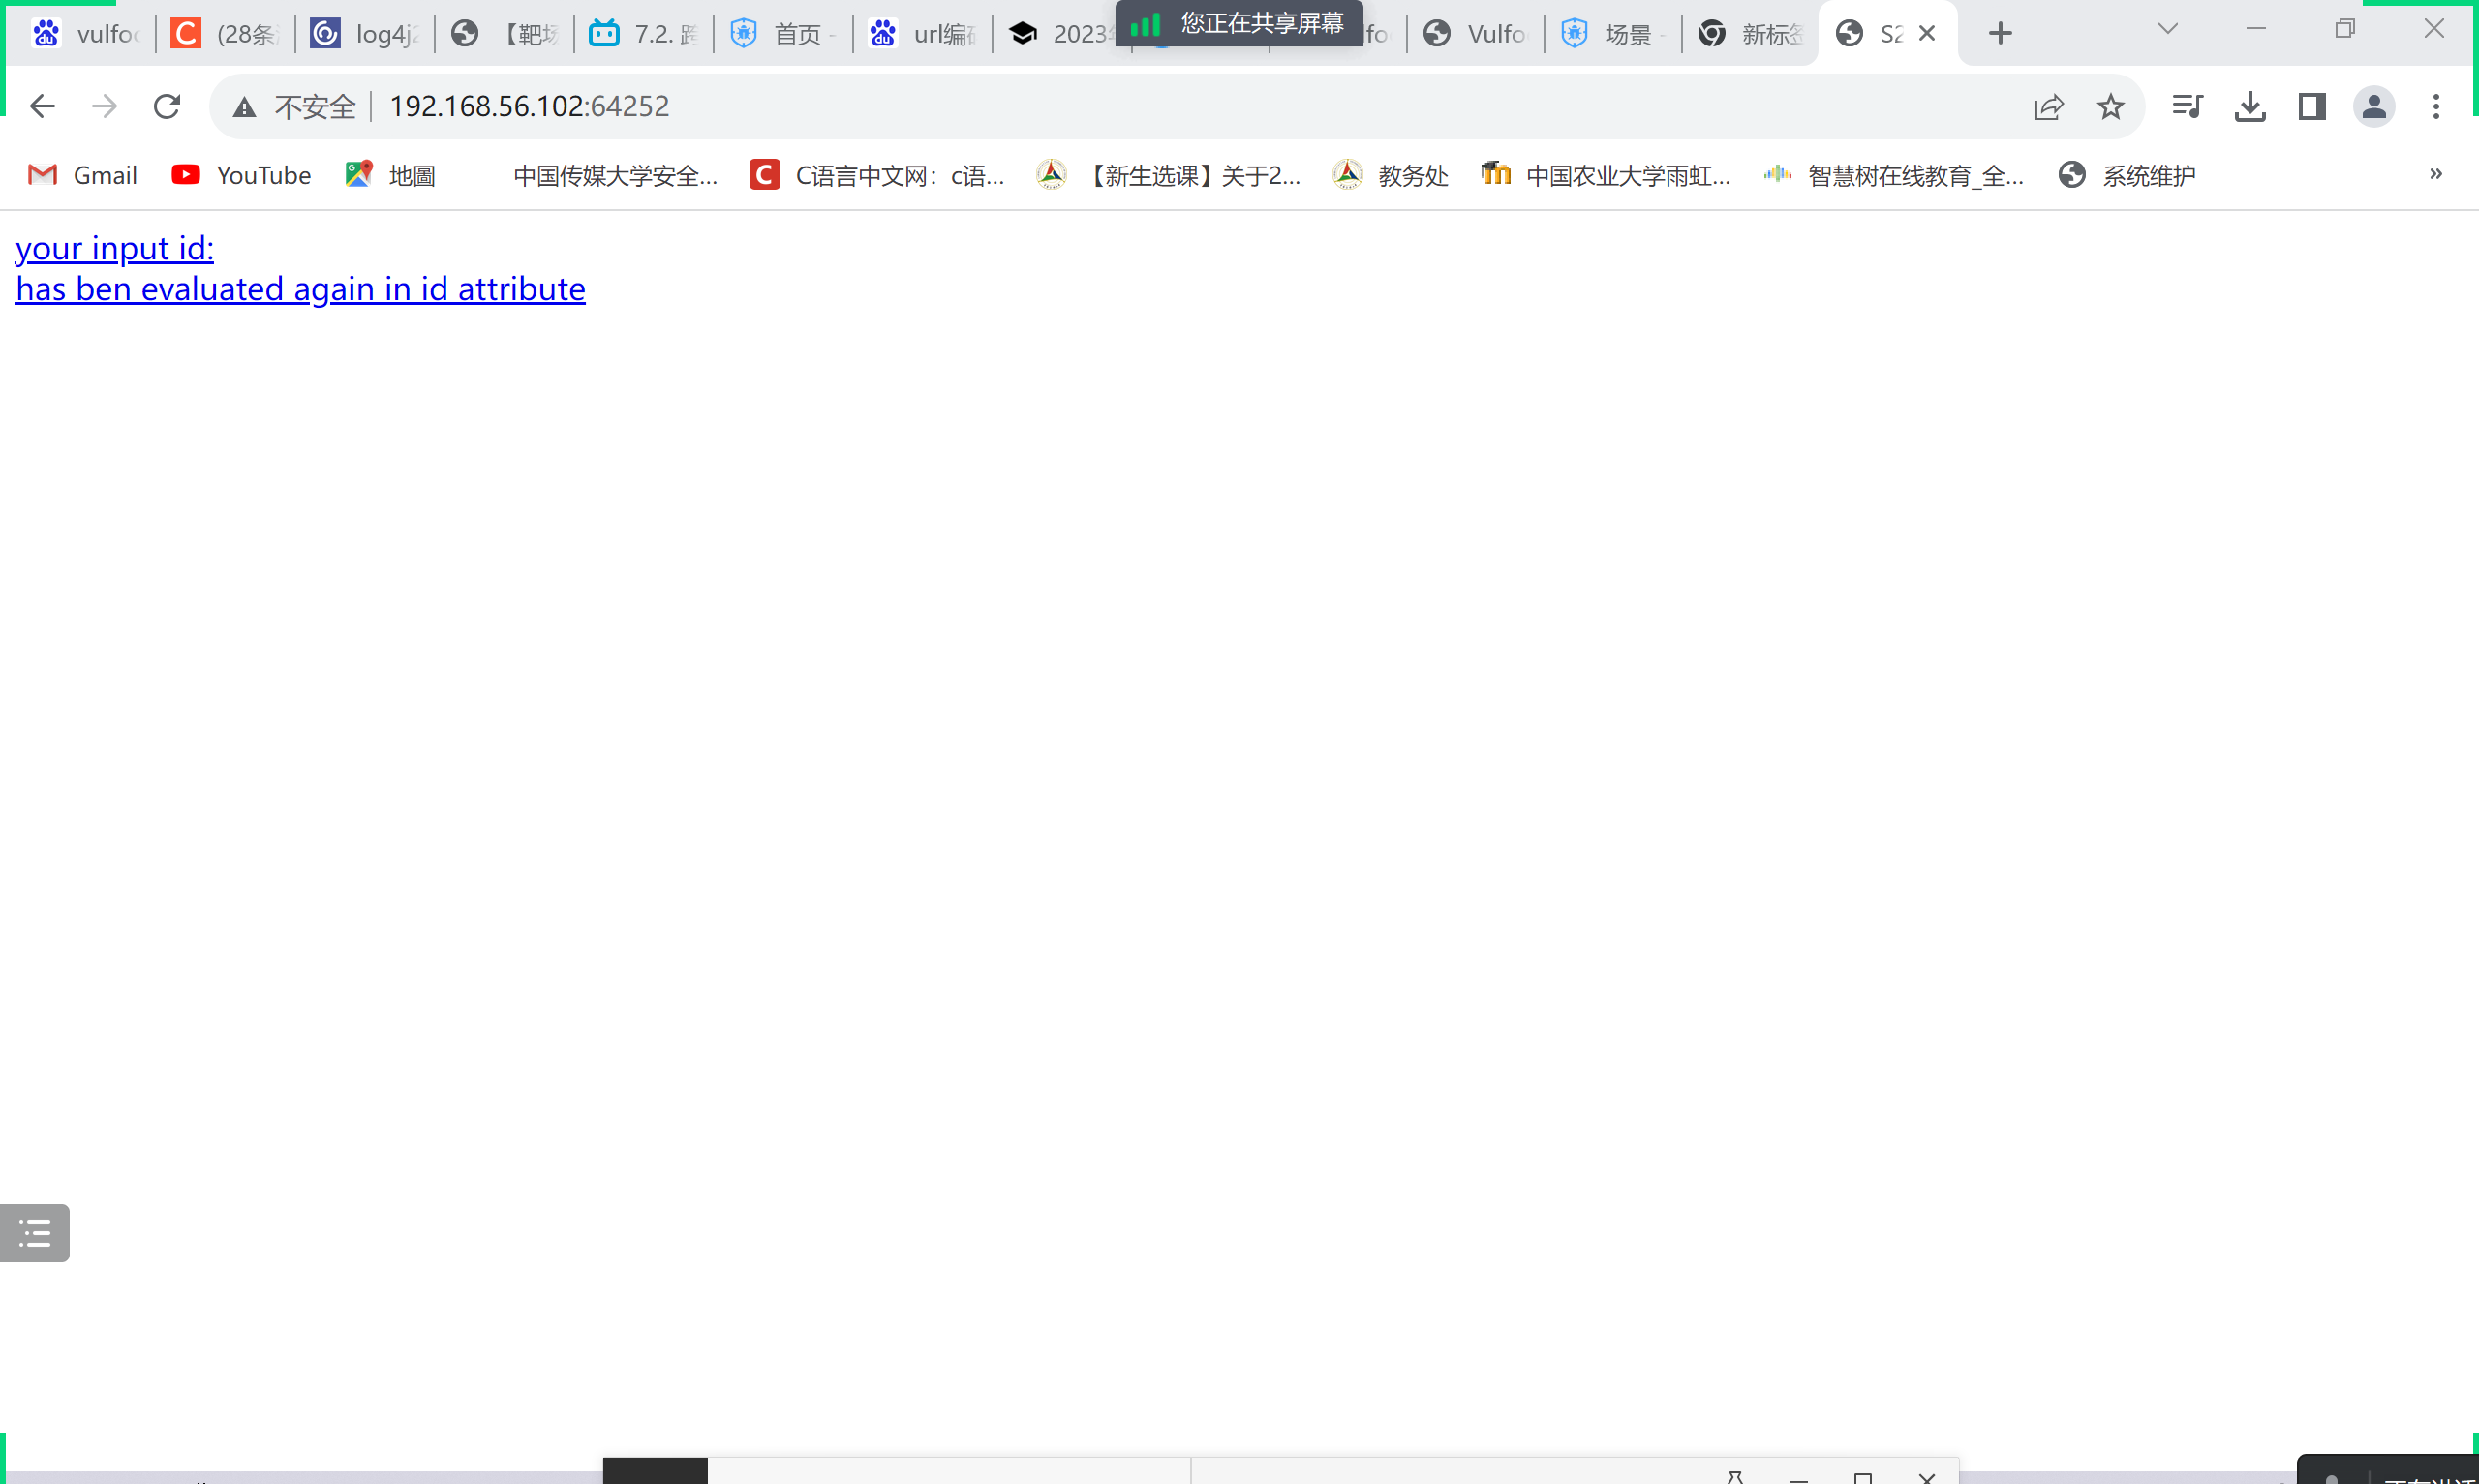 vulfo (28条 log4j 【靶场 7.2. 跨 首页 - url编 2023 您正在共享屏幕 fo Vulfo 场景 - 新标签 S2
不安全 192.168.56.102:64252
Gmail YouTube 地圖 中国传媒大学安全... C语言中文网：c语... 【新生选课】关于2... 教务处 中国农业大学雨虹... 智慧树在线教育_全... 系统维护 »
your input id:
has ben evaluated again in id attribute